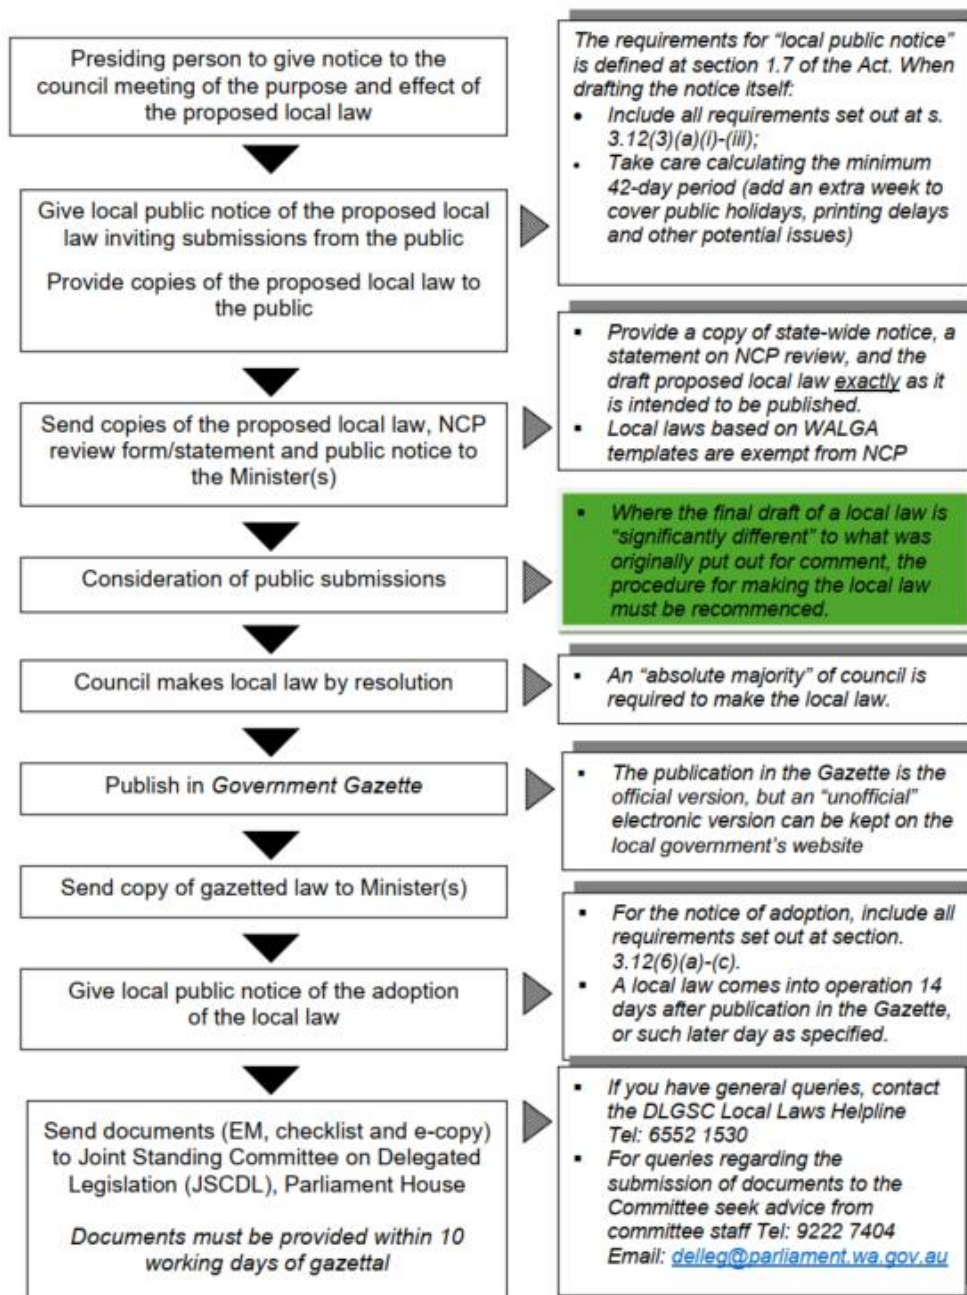 Presiding person to give notice to the
council meeting of the purpose and effect of
the proposed local law
The requirements for “local public notice”
is defined at section 1.7 of the Act. When
drafting the notice itself:
• Include all requirements set out at s.
3.12(3)(a)(i)-(iii);
• Take care calculating the minimum
42-day period (add an extra week to
cover public holidays, printing delays
and other potential issues)
Give local public notice of the proposed local
law inviting submissions from the public
Provide copies of the proposed local law to
the public
Send copies of the proposed local law, NCP
review form/statement and public notice to
the Minister(s)
▪ Provide a copy of state-wide notice, a
statement on NCP review, and the
draft proposed local law exactly as it
is intended to be published.
▪ Local laws based on WALGA
templates are exempt from NCP
Consideration of public submissions
▪ Where the final draft of a local law is
“significantly different” to what was
originally put out for comment, the
procedure for making the local law
must be recommenced.
Council makes local law by resolution
▪ An “absolute majority” of council is
required to make the local law.
Publish in Government Gazette
▪ The publication in the Gazette is the
official version, but an “unofficial”
electronic version can be kept on the
local government’s website
Send copy of gazetted law to Minister(s)
Give local public notice of the adoption
of the local law
▪ For the notice of adoption, include all
requirements set out at section.
3.12(6)(a)-(c).
▪ A local law comes into operation 14
days after publication in the Gazette,
or such later day as specified.
Send documents (EM, checklist and e-copy)
to Joint Standing Committee on Delegated
Legislation (JSCDL), Parliament House
Documents must be provided within 10
working days of gazettal
▪ If you have general queries, contact
the DLGSC Local Laws Helpline
Tel: 6552 1530
▪ For queries regarding the
submission of documents to the
Committee seek advice from
committee staff Tel: 9222 7404
Email: delleg@parliament.wa.gov.au